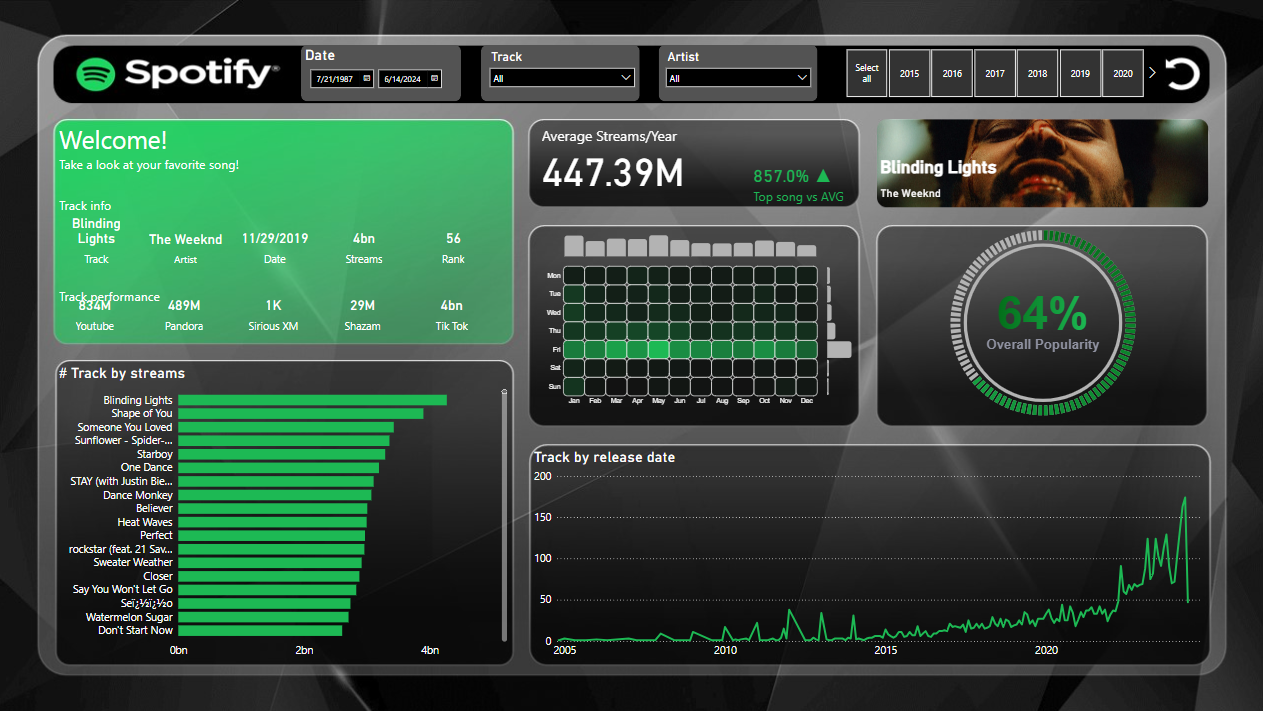 Spotify®
Date
7/21/1987
6/14/2024
Track
All
Artist
All
Select all
2015
2016
2017
2018
2019
2020
Welcome!
Take a look at your favorite song!
Track info
Blinding Lights
Track
The Weeknd
Artist
11/29/2019
Date
4bn
Streams
56
Rank
Track performance
834M
Youtube
489M
Pandora
1K
Sirious XM
29M
Shazam
4bn
Tik Tok
Average Streams/Year
447.39M
857.0% ▲
Top song vs AVG
Blinding Lights
The Weeknd
Mon
Tue
Wed
Thu
Fri
Sat
Sun
Jan Feb Mar Apr May Jun Jul Aug Sep Oct Nov Dec
64%
Overall Popularity
# Track by streams
Blinding Lights
Shape of You
Someone You Loved
Sunflower - Spider-...
Starboy
One Dance
STAY (with Justin Bie...
Dance Monkey
Believer
Heat Waves
Perfect
rockstar (feat. 21 Sav...
Sweater Weather
Closer
Say You Won't Let Go
Seï¿½ï¿½o
Watermelon Sugar
Don't Start Now
0bn 2bn 4bn
Track by release date
200
150
100
50
0
2005 2010 2015 2020